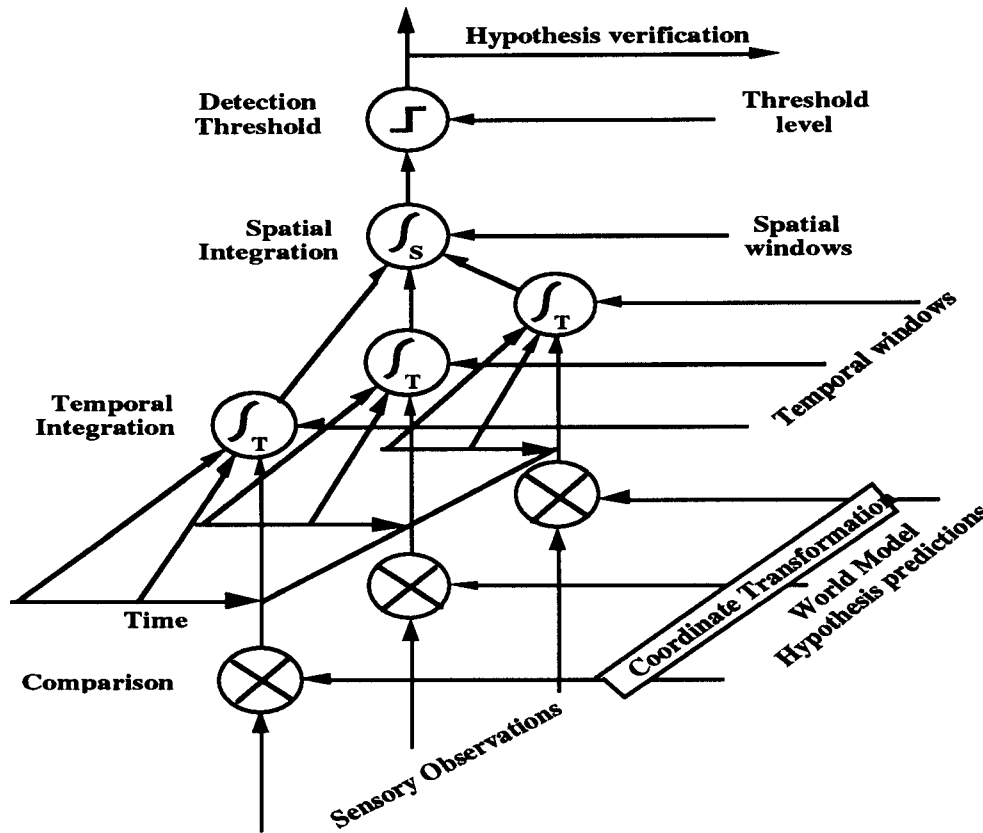 Hypothesis verification
Detection
Threshold
Threshold
level
Spatial
Integration
S
Spatial
windows
T
T
Temporal windows
Temporal
Integration
T
Coordinate Transformation
World Model
Hypothesis predictions
Time
Comparison
Sensory Observations